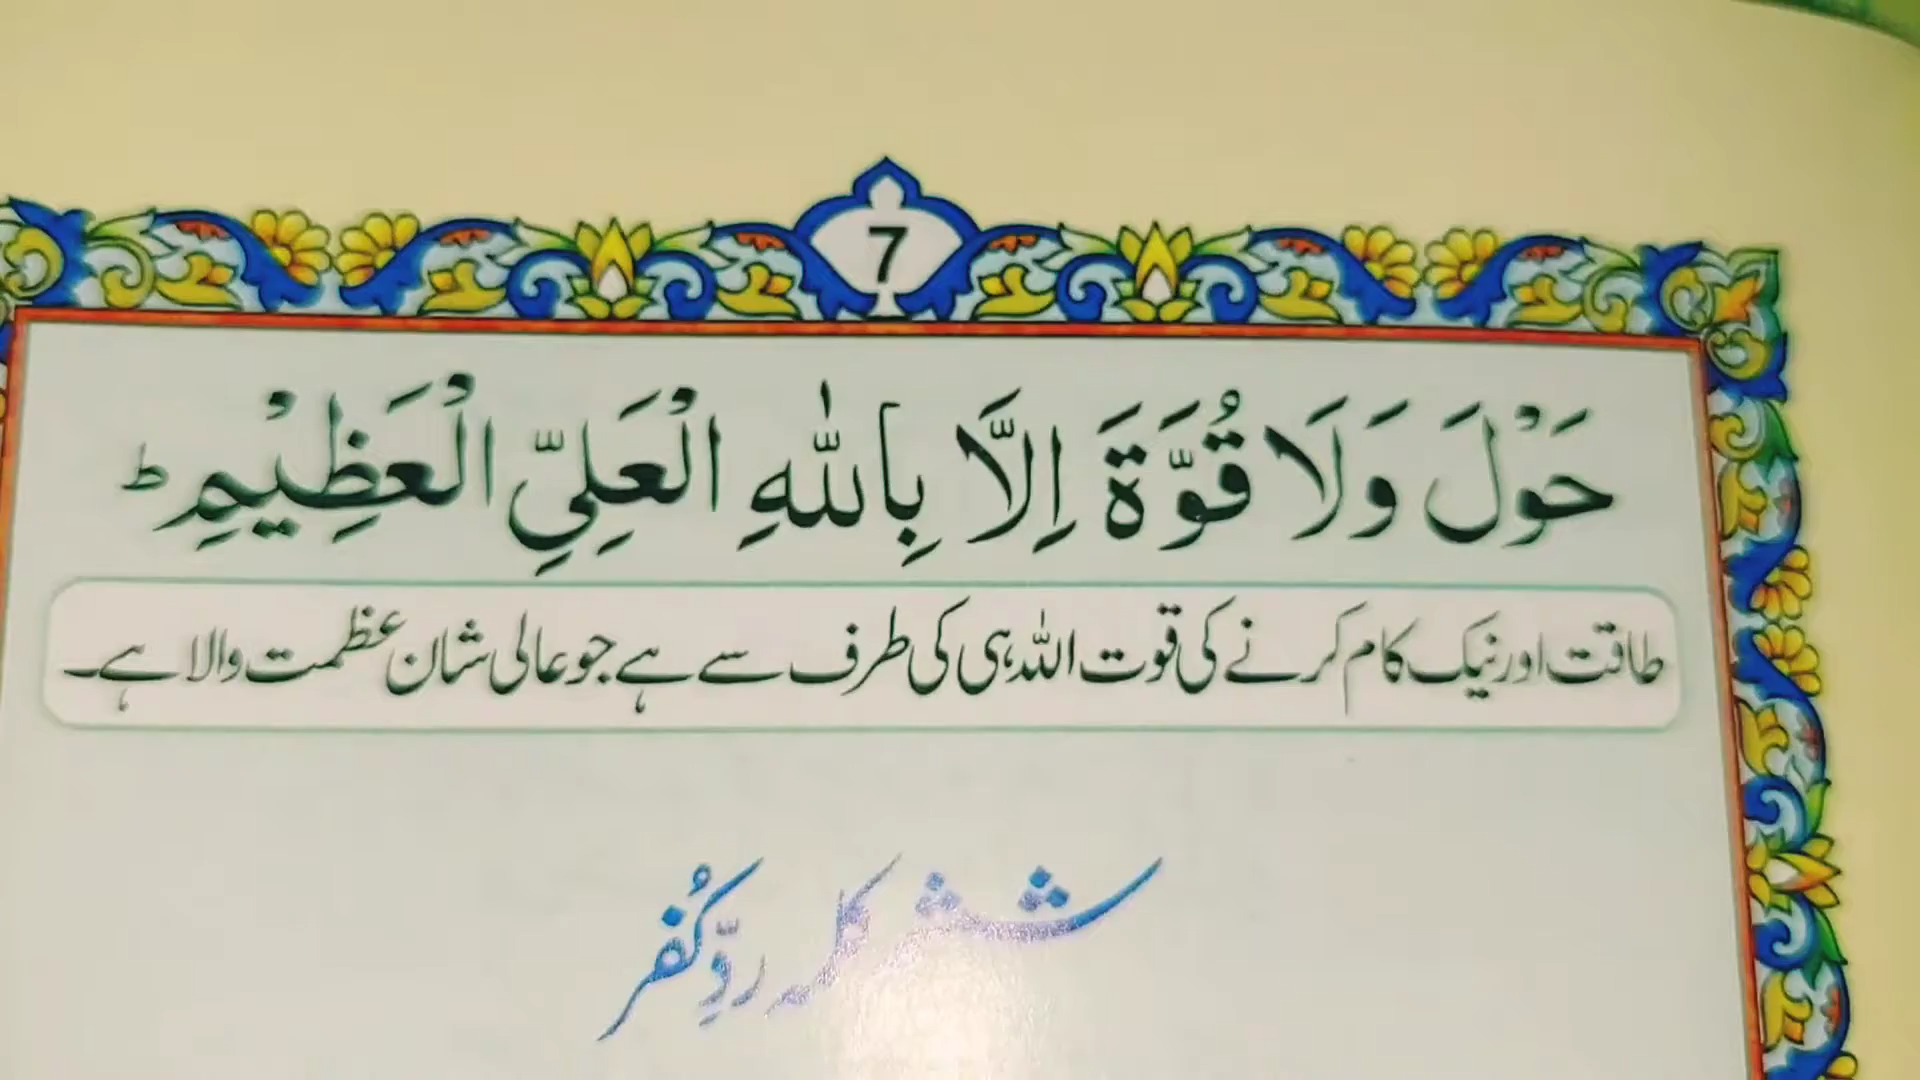 7
حَوْلَ وَلَا قُوَّةَ اِلَّا بِاللّٰهِ الْعَلِیِّ الْعَظِیْمِ ؕ
طاقت اور نیک کام کرنے کی قوت اللہ ہی کی طرف سے ہے جو عالی شان عظمت والا ہے۔
ششم کلمہ ردِّ کُفر